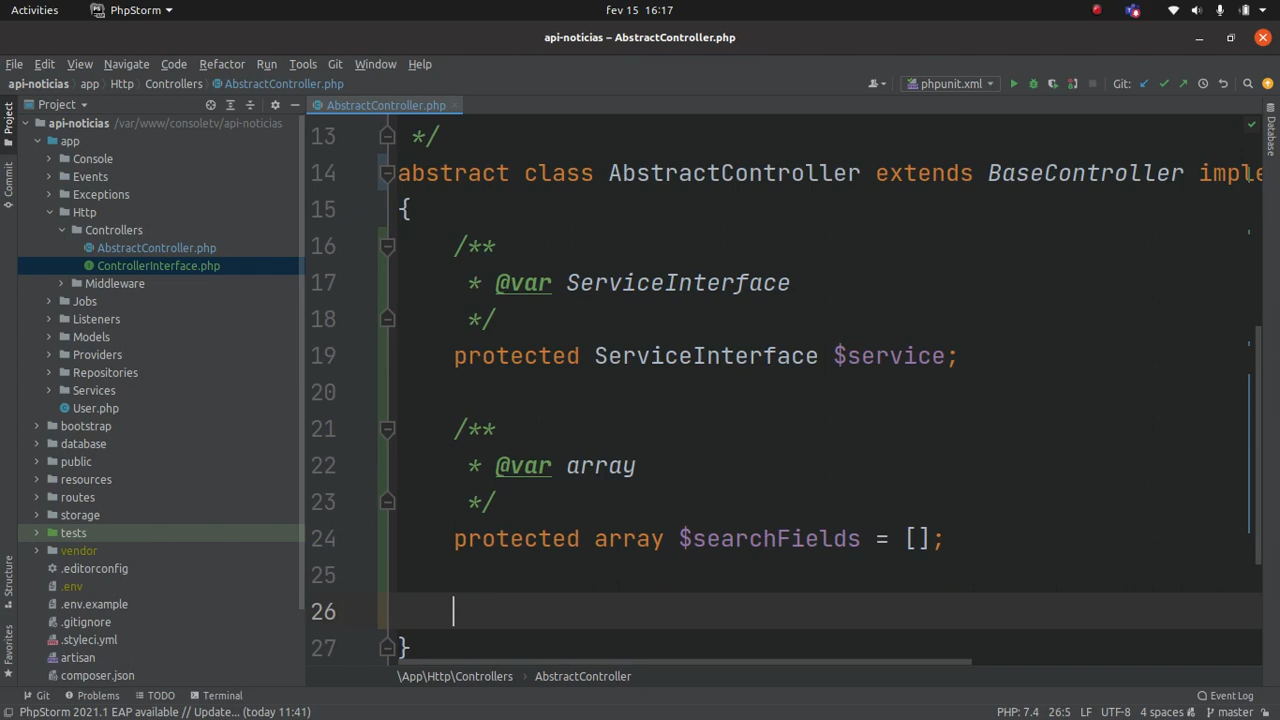 Activities PhpStorm fev 15 16:17
api-noticias – AbstractController.php
File Edit View Navigate Code Refactor Run Tools Git Window Help
api-noticias app Http Controllers AbstractController.php phpunit.xml Git:
Project AbstractController.php
api-noticias /var/www/consoletv/api-noticias
app
Console
Events
Exceptions
Http
Controllers
AbstractController.php
ControllerInterface.php
Middleware
Jobs
Listeners
Models
Providers
Repositories
Services
User.php
bootstrap
database
public
resources
routes
storage
tests
vendor
.editorconfig
.env
.env.example
.gitignore
.styleci.yml
artisan
composer.json
Project
Commit
Structure
Favorites
13 */
14 abstract class AbstractController extends BaseController imple
15 {
16 /**
17 * @var ServiceInterface
18 */
19 protected ServiceInterface $service;
20
21 /**
22 * @var array
23 */
24 protected array $searchFields = [];
25
26
27 }
Database
\App\Http\Controllers AbstractController
Git Problems TODO Terminal Event Log
PhpStorm 2021.1 EAP available // Update... (today 11:41) PHP: 7.4 26:5 LF UTF-8 4 spaces master